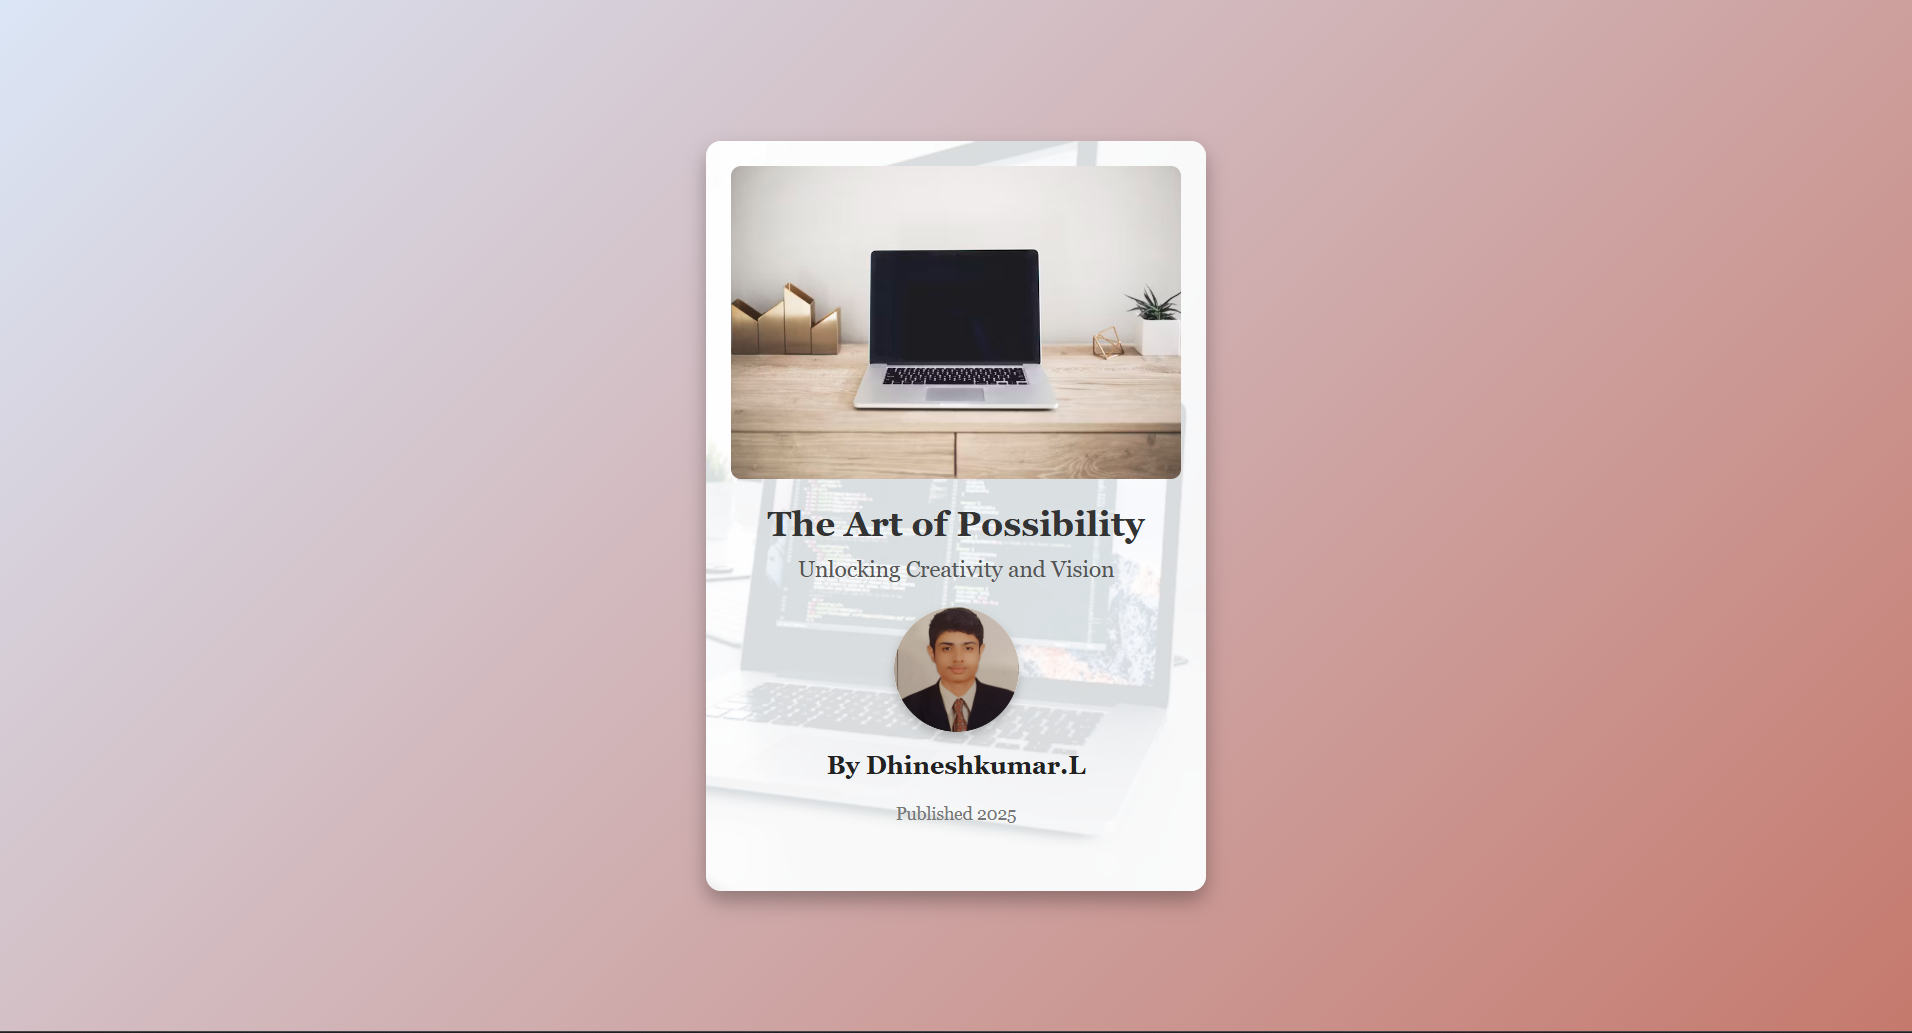 The Art of Possibility
Unlocking Creativity and Vision
By Dhineshkumar.L
Published 2025